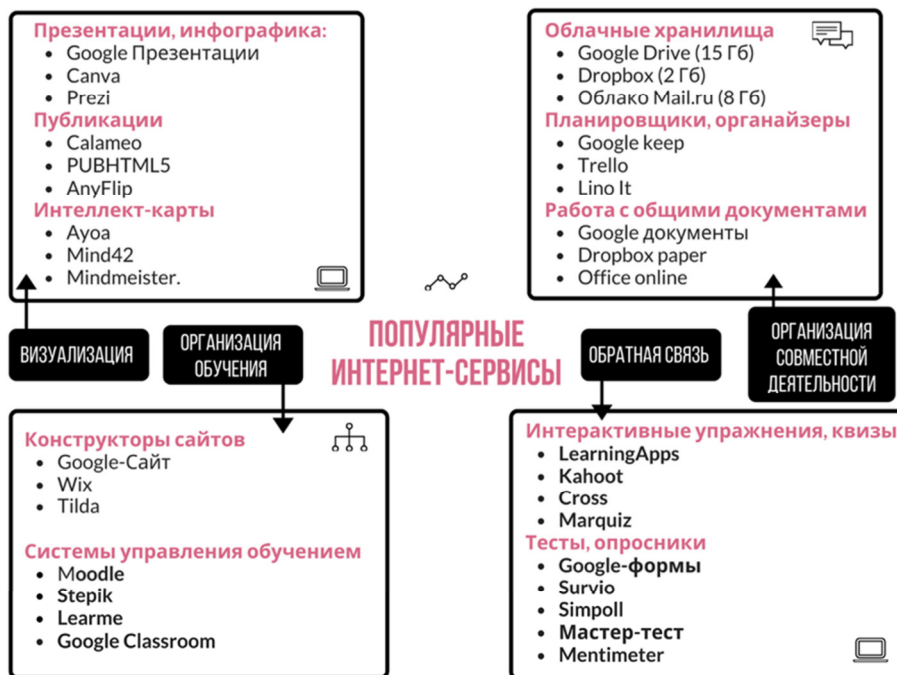 Презентации, инфографика:
• Google Презентации
• Canva
• Prezi
Публикации
• Calameo
• PUBHTML5
• AnyFlip
Интеллект-карты
• Ayoa
• Mind42
• Mindmeister.
Облачные хранилища
• Google Drive (15 Гб)
• Dropbox (2 Гб)
• Облако Mail.ru (8 Гб)
Планировщики, органайзеры
• Google keep
• Trello
• Lino It
Работа с общими документами
• Google документы
• Dropbox paper
• Office online
ВИЗУАЛИЗАЦИЯ
ОРГАНИЗАЦИЯ
ОБУЧЕНИЯ
ПОПУЛЯРНЫЕ
ИНТЕРНЕТ-СЕРВИСЫ
ОБРАТНАЯ СВЯЗЬ
ОРГАНИЗАЦИЯ
СОВМЕСТНОЙ
ДЕЯТЕЛЬНОСТИ
Конструкторы сайтов
• Google-Сайт
• Wix
• Tilda
Системы управления обучением
• Moodle
• Stepik
• Learme
• Google Classroom
Интерактивные упражнения, квизы
• LearningApps
• Kahoot
• Cross
• Marquiz
Тесты, опросники
• Google-формы
• Survio
• Simpoll
• Мастер-тест
• Mentimeter